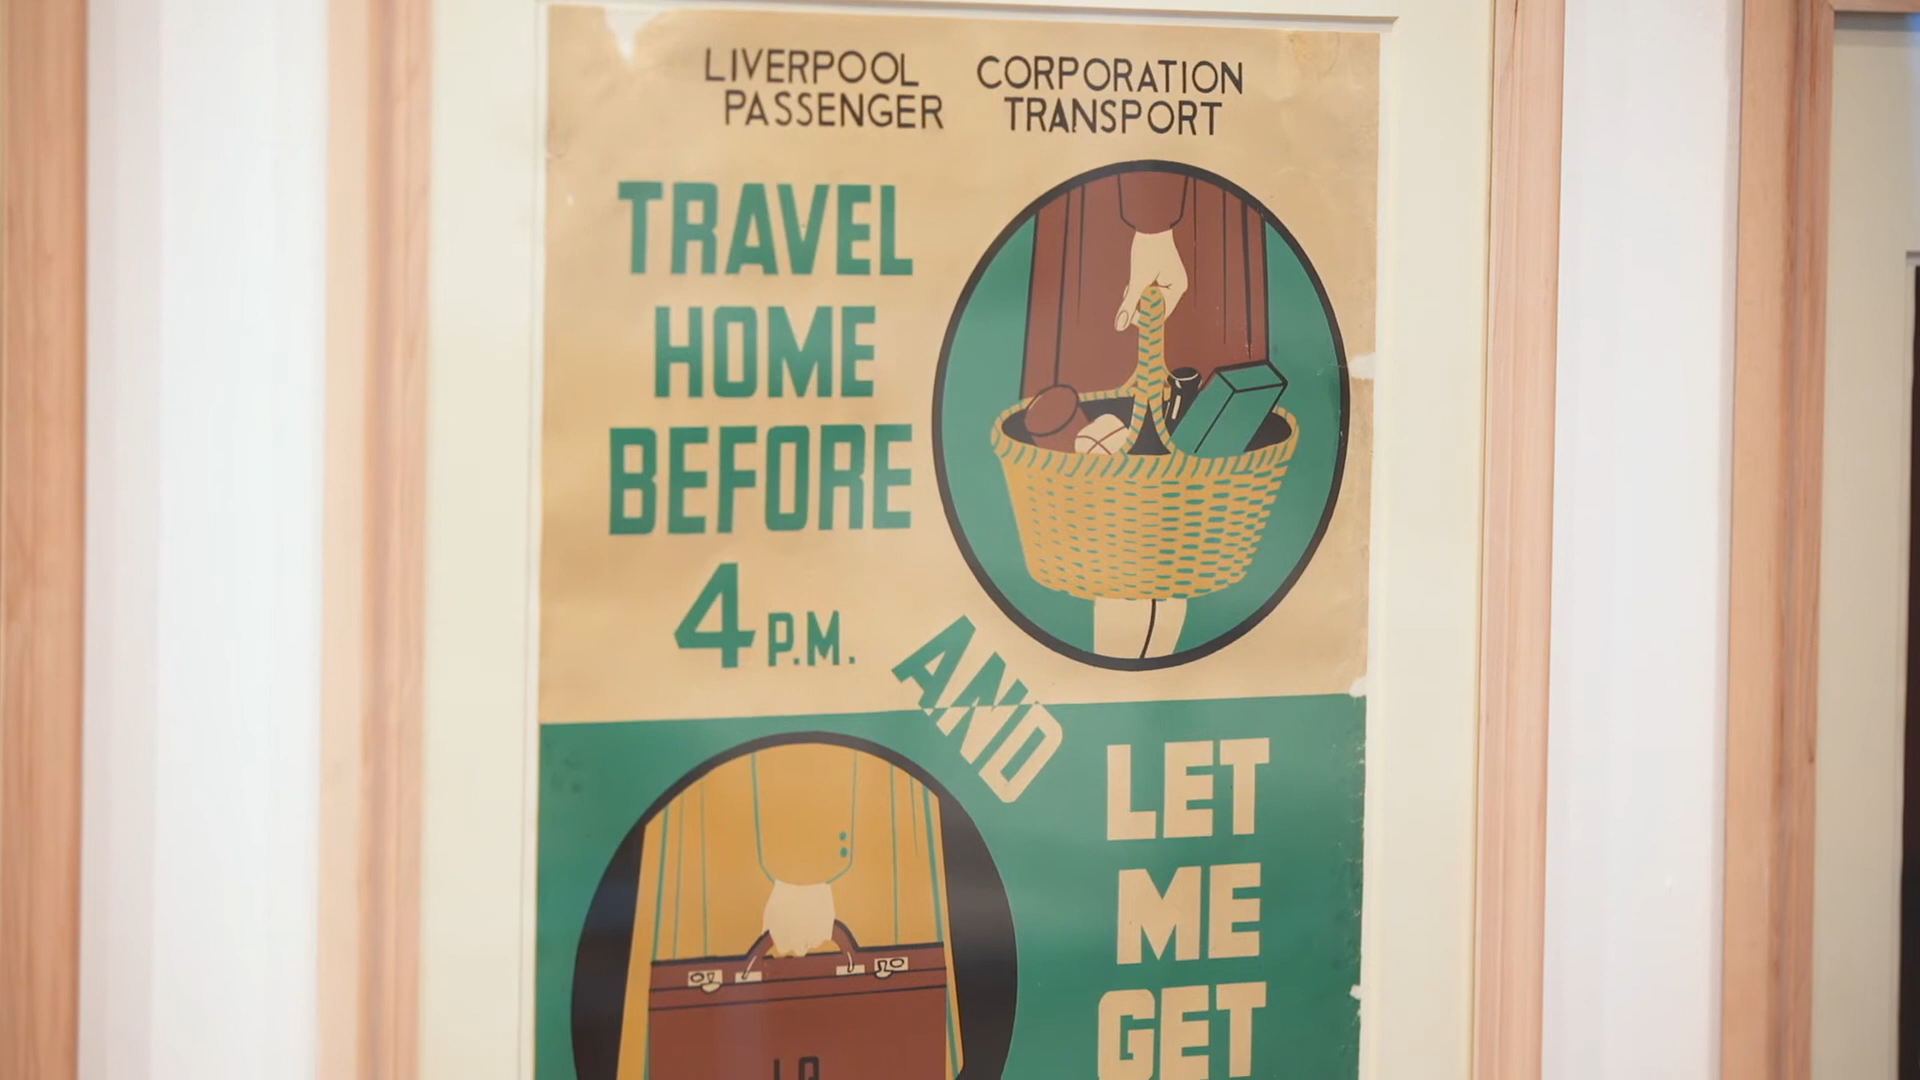 LIVERPOOL CORPORATION
PASSENGER TRANSPORT
TRAVEL
HOME
BEFORE
4 P.M.
AND
LET
ME
GET